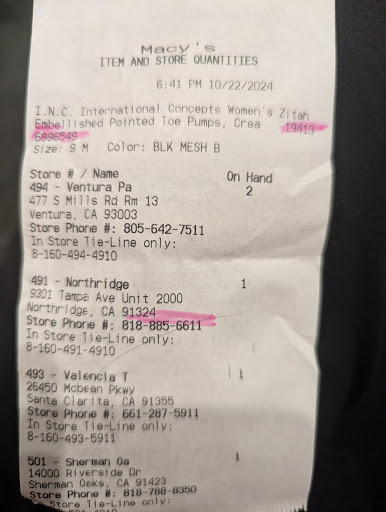 Macy's
ITEM AND STORE QUANTITIES
6:41 PM 10/22/2024
I.N.C. International Concepts Women's Zitah
Embellished Pointed Toe Pumps, Crea 19413
6996549
Size: 9 M Color: BLK MESH B
Store # / Name On Hand
494 - Ventura Pa 2
477 S Mills Rd Rm 13
Ventura, CA 93003
Store Phone #: 805-642-7511
In Store Tie-Line only:
8-160-494-4910
491 - Northridge 1
9301 Tampa Ave Unit 2000
Northridge, CA 91324
Store Phone #: 818-885-6611
In Store Tie-Line only:
8-160-491-4910
493 - Valencia T 1
26450 Mcbean Pkwy
Santa Clarita, CA 91355
Store Phone #: 661-287-5911
In Store Tie-Line only:
8-160-493-5911
501 - Sherman Oa 1
14000 Riverside Dr
Sherman Oaks, CA 91423
Store Phone #: 818-788-8350
In Store Tie-Line only: